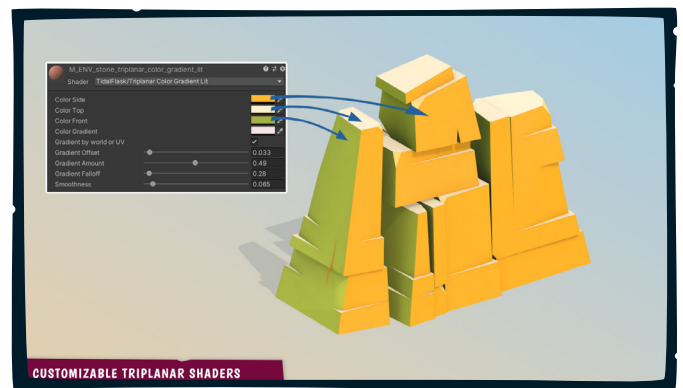 M_ENV_stone_triplanar_color_gradient_lit
Shader TidalFlask/Triplanar Color Gradient Lit
Color Side
Color Top
Color Front
Color Gradient
Gradient by world or UV
Gradient Offset 0.033
Gradient Amount 0.49
Gradient Falloff 0.28
Smoothness 0.065
CUSTOMIZABLE TRIPLANAR SHADERS